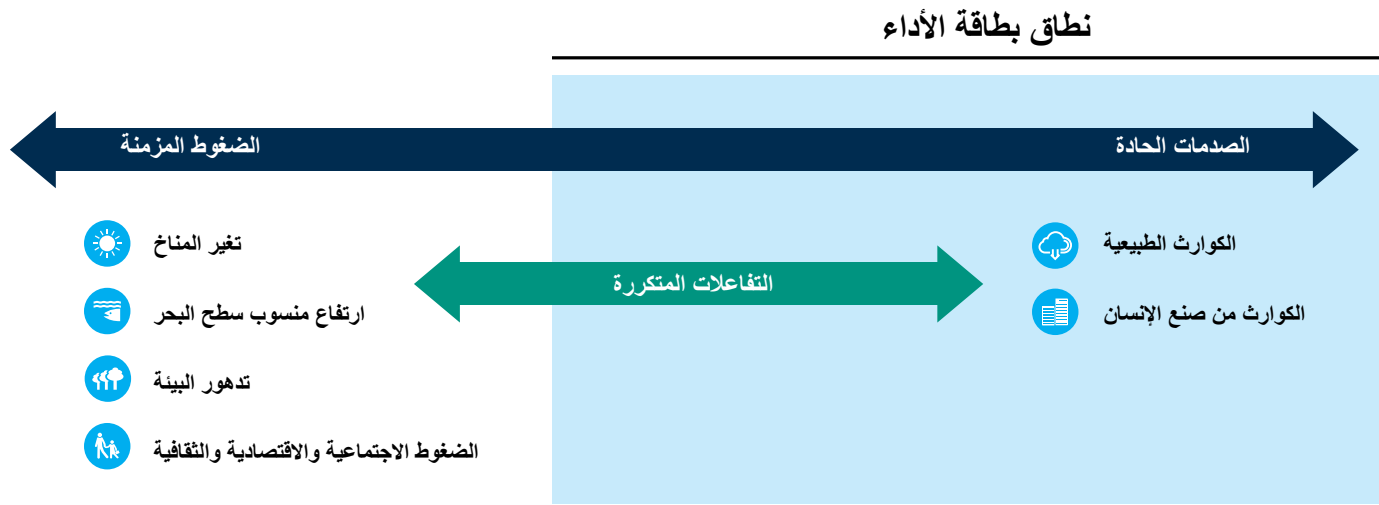 نطاق بطاقة الأداء
الصدمات الحادة
الضغوط المزمنة
الكوارث الطبيعية
الكوارث من صنع الإنسان
التفاعلات المتكررة
تغير المناخ
ارتفاع منسوب سطح البحر
تدهور البيئة
الضغوط الاجتماعية والاقتصادية والثقافية